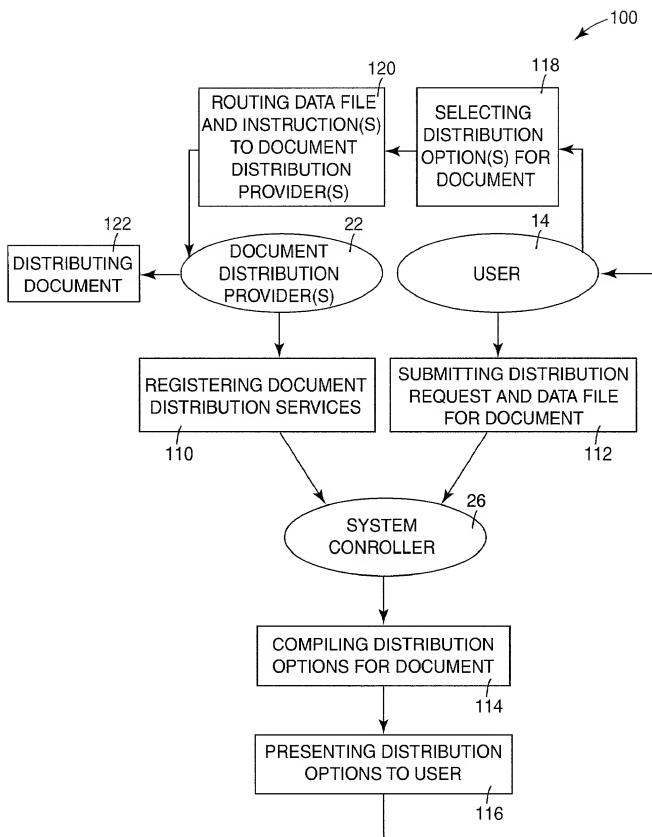 100
120
118
ROUTING DATA FILE
AND INSTRUCTION(S)
TO DOCUMENT
DISTRIBUTION
PROVIDER(S)
SELECTING
DISTRIBUTION
OPTION(S) FOR
DOCUMENT
122
DISTRIBUTING
DOCUMENT
22
DOCUMENT
DISTRIBUTION
PROVIDER(S)
14
USER
REGISTERING DOCUMENT
DISTRIBUTION SERVICES
110
SUBMITTING DISTRIBUTION
REQUEST AND DATA FILE
FOR DOCUMENT
112
26
SYSTEM
CONROLLER
COMPILING DISTRIBUTION
OPTIONS FOR DOCUMENT
114
PRESENTING DISTRIBUTION
OPTIONS TO USER
116